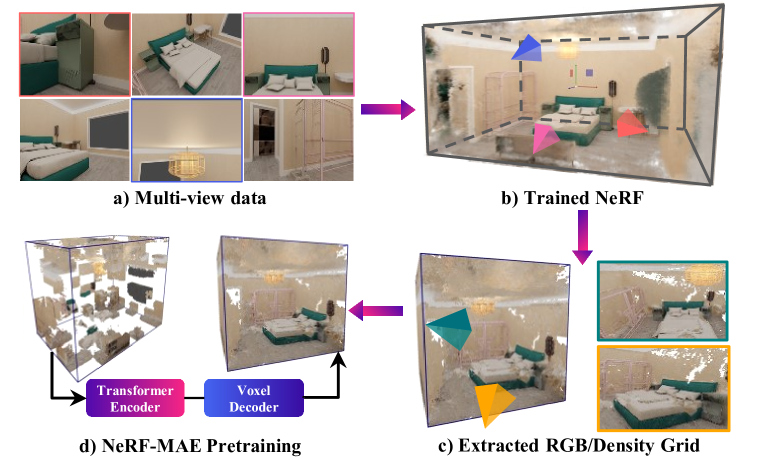 a) Multi-view data
b) Trained NeRF
Transformer
Encoder
Voxel
Decoder
d) NeRF-MAE Pretraining
c) Extracted RGB/Density Grid